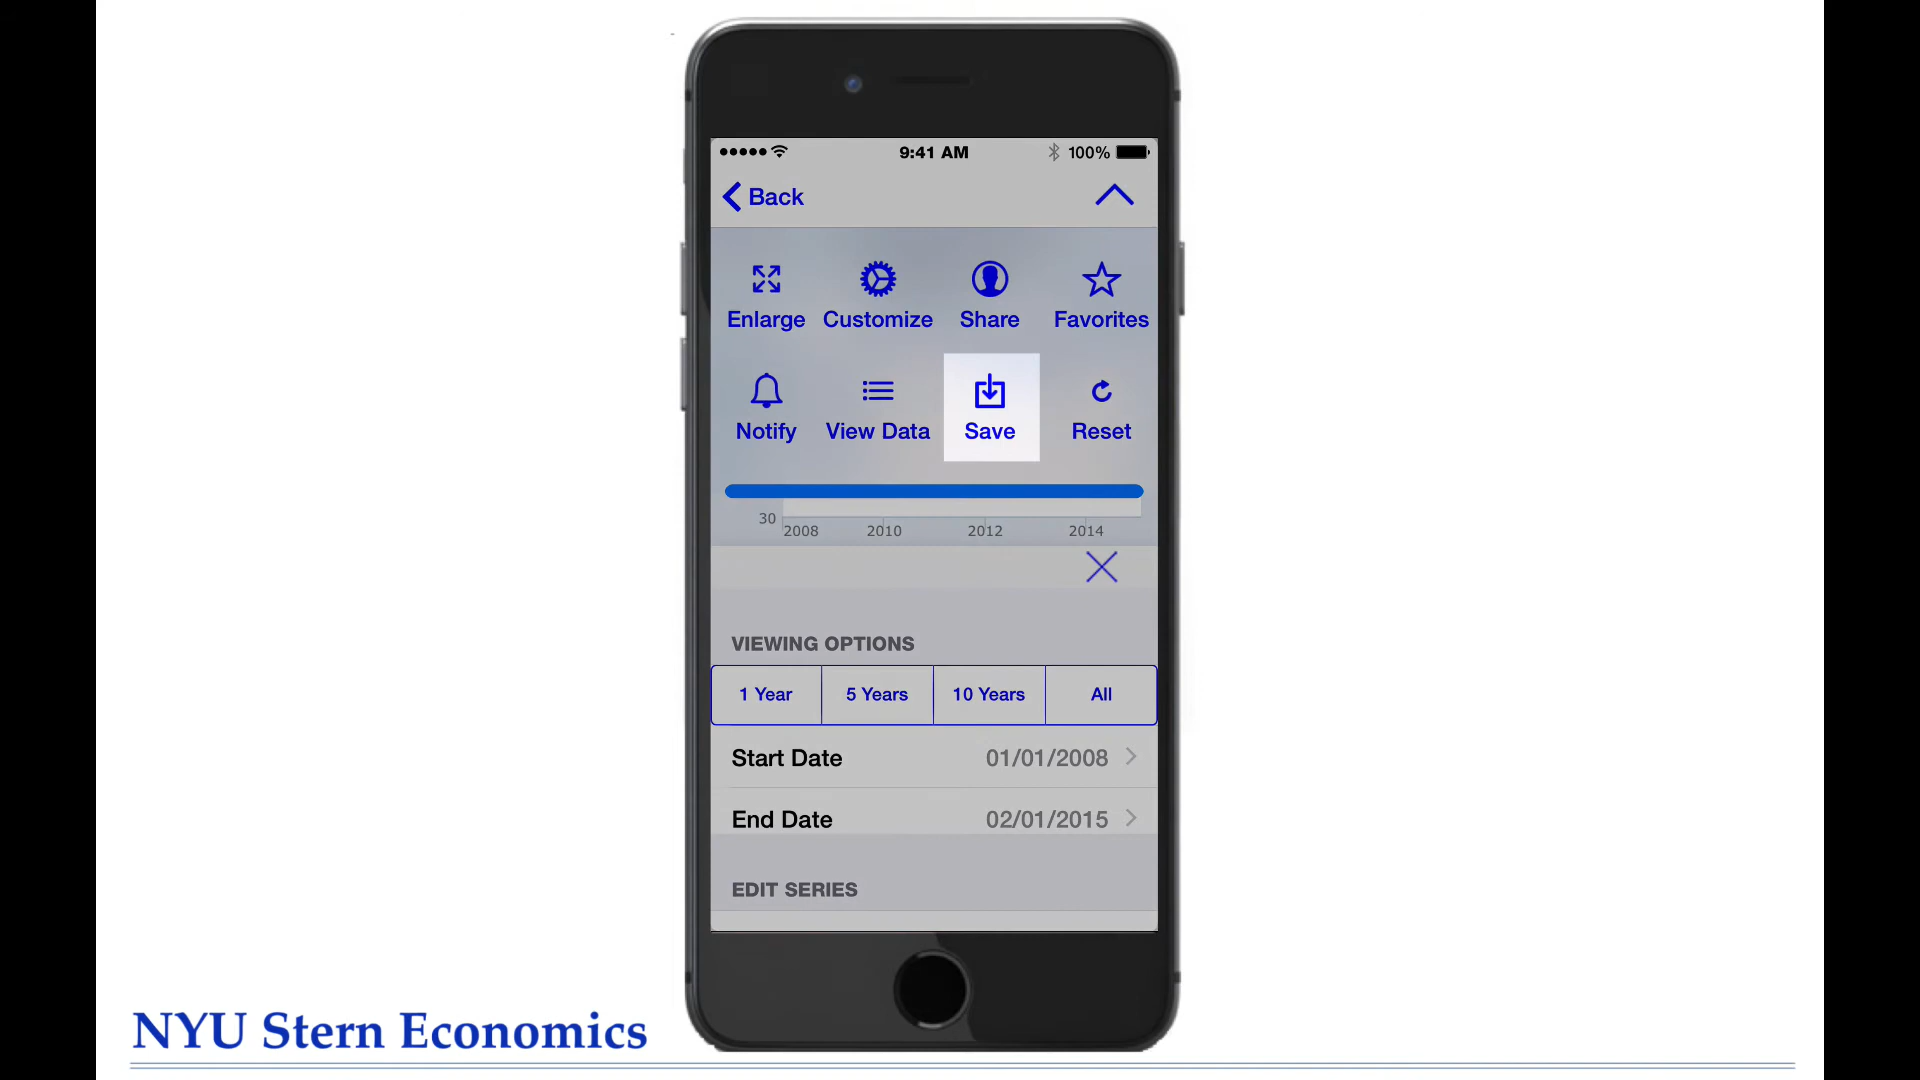 9:41 AM 100%
Back
Enlarge Customize Share Favorites
Notify View Data Save Reset
30
2008 2010 2012 2014
VIEWING OPTIONS
1 Year 5 Years 10 Years All
Start Date 01/01/2008
End Date 02/01/2015
EDIT SERIES
NYU Stern Economics